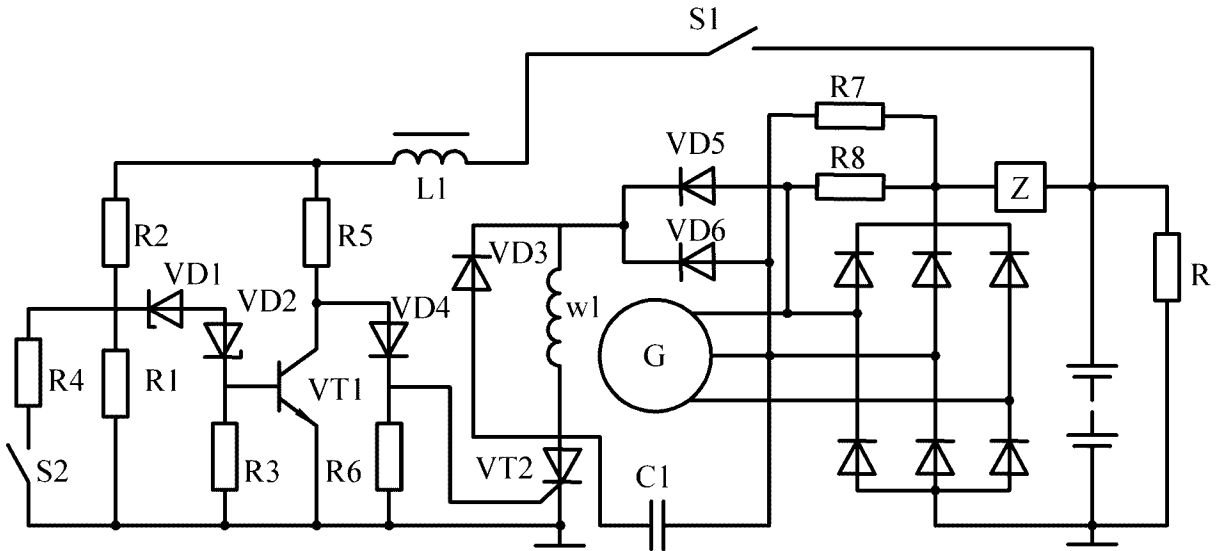 S1
R7
VD5
R8
Z
L1
R2
R5
VD6
VD3
VD1
VD2
VD4
w1
R
G
R4
R1
VT1
S2
R3
R6
VT2
C1